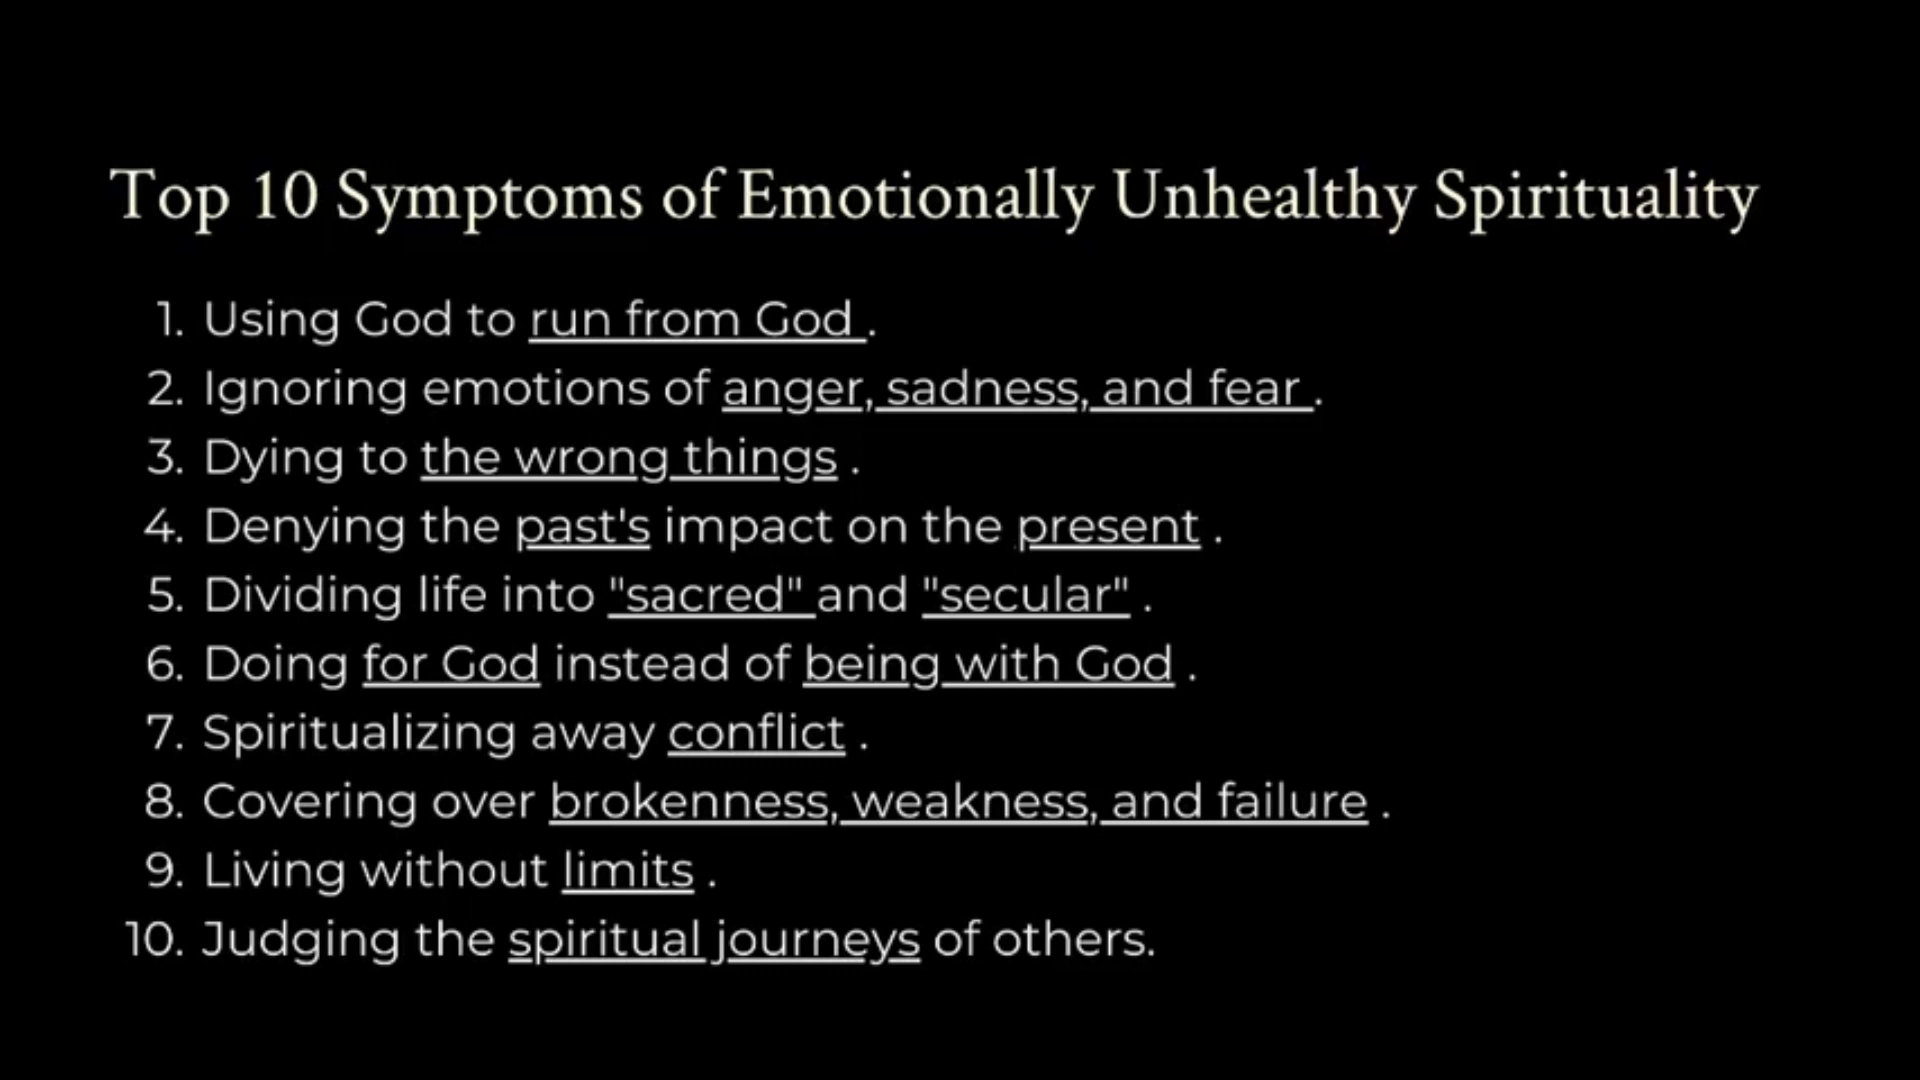 Top 10 Symptoms of Emotionally Unhealthy Spirituality
1. Using God to run from God .
2. Ignoring emotions of anger, sadness, and fear .
3. Dying to the wrong things .
4. Denying the past's impact on the present .
5. Dividing life into "sacred" and "secular" .
6. Doing for God instead of being with God .
7. Spiritualizing away conflict .
8. Covering over brokenness, weakness, and failure .
9. Living without limits .
10. Judging the spiritual journeys of others.